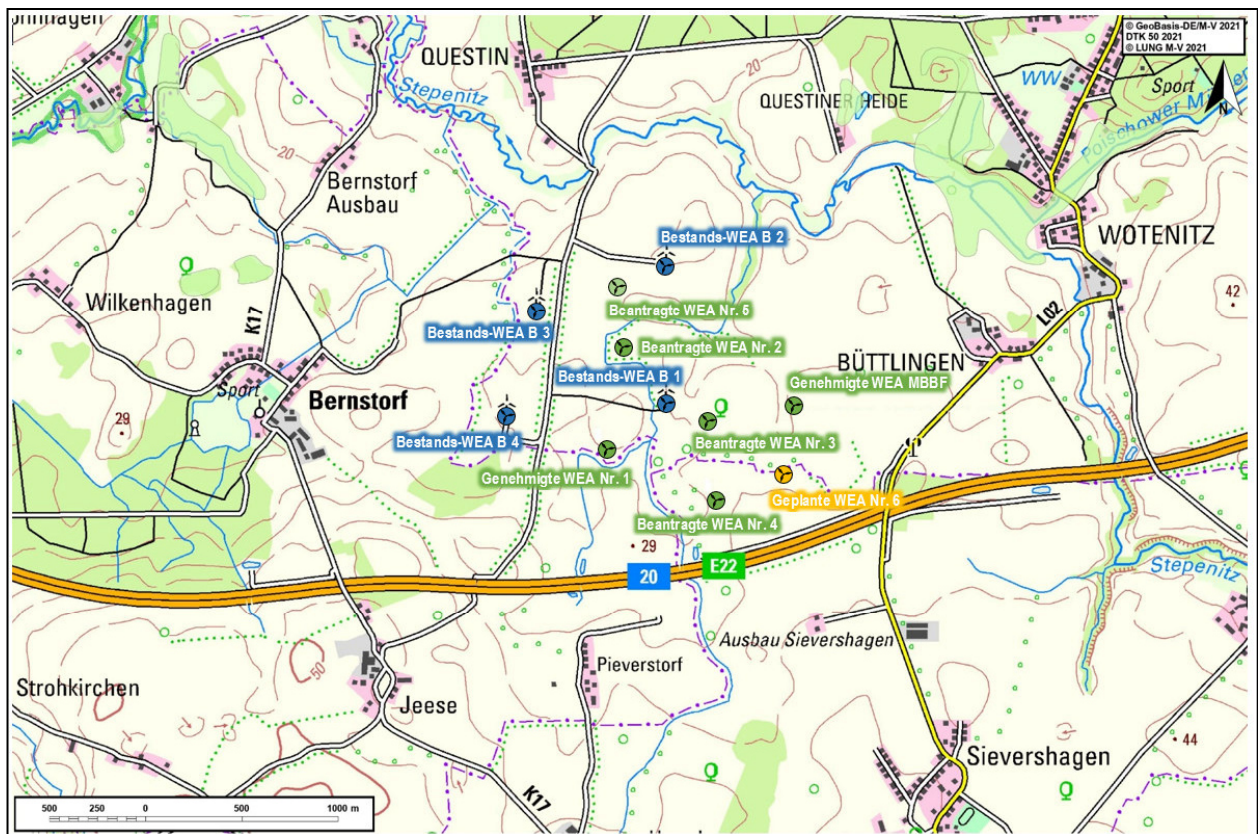 © GeoBasis-DE/M-V 2021
DTK 50 2021
© LUNG M-V 2021
N
QUESTIN
Stepenitz
20
20
QUESTINER HEIDE
WW
Sport
Bernstorf
Ausbau
WOTENITZ
Bestands-WEA B 2
Wilkenhagen
K17
Beantragte WEA Nr. 5
42
Bestands-WEA B 3
L02
Beantragte WEA Nr. 2
BÜTTLINGEN
Bestands-WEA B 1
Genehmigte WEA MBBF
Sport
Bernstorf
29
Bestands-WEA B 4
Beantragte WEA Nr. 3
Genehmigte WEA Nr. 1
Geplante WEA Nr. 6
Beantragte WEA Nr. 4
29
E22
20
Stepenitz
Ausbau Sievershagen
Pieverstorf
50
Strohkirchen
Jeese
44
Sievershagen
K17
500 250 0 500 1000 m